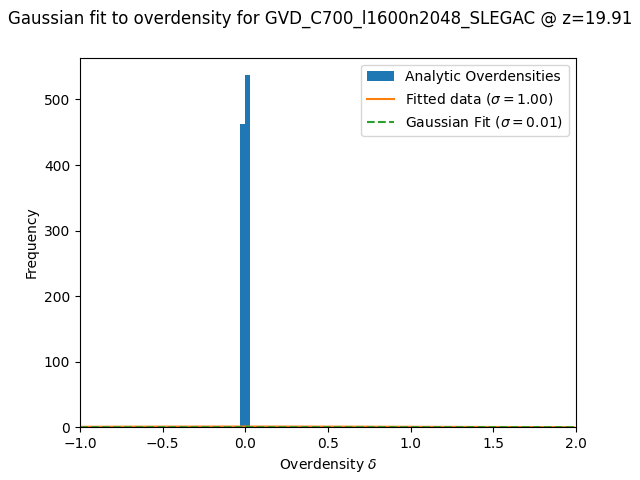 Gaussian fit to overdensity for GVD_C700_l1600n2048_SLEGAC @ z=19.91
Analytic Overdensities
Fitted data (σ = 1.00)
Gaussian Fit (σ = 0.01)
Frequency
500
400
300
200
100
0
−1.0 −0.5 0.0 0.5 1.0 1.5 2.0
Overdensity δ